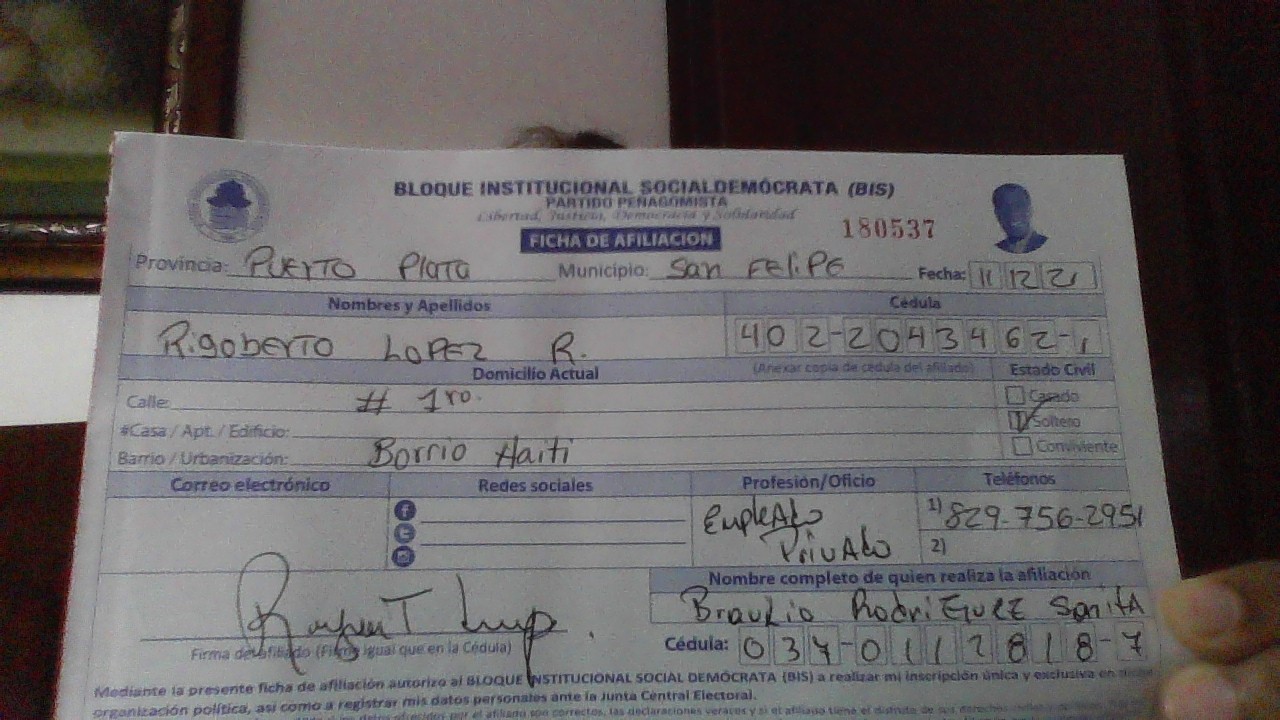 BLOQUE INSTITUCIONAL SOCIALDEMÓCRATA (BIS)
PARTIDO PEÑAGOMISTA
Libertad, Justicia, Democracia y Solidaridad
180537
FICHA DE AFILIACION
Provincia: PUERTO PLATA Municipio: San FeliPe Fecha: 11 12 21
Nombres y Apellidos Cédula
RigoberTo LOPEZ R. 402-2043462-1
Domicilio Actual (Anexar copia de cédula del afiliado) Estado Civil
Calle: # 1ro. Casado
#Casa / Apt. / Edificio: Soltero
Barrio / Urbanización: Borrio Haiti Conviviente
Correo electrónico Redes sociales Profesión/Oficio Teléfonos
EmpleAdo 1) 829-756-2951
PrivAdo 2)
Nombre completo de quien realiza la afiliación
Braulio RodriGuez SantA
Firma del afiliado (Firma igual que en la Cédula) Cédula: 037-0112818-7
Mediante la presente ficha de afiliación autorizo al BLOQUE INSTITUCIONAL SOCIAL DEMÓCRATA (BIS) a realizar mi inscripción única y exclusiva en
organización política, así como a registrar mis datos personales ante la Junta Central Electoral.